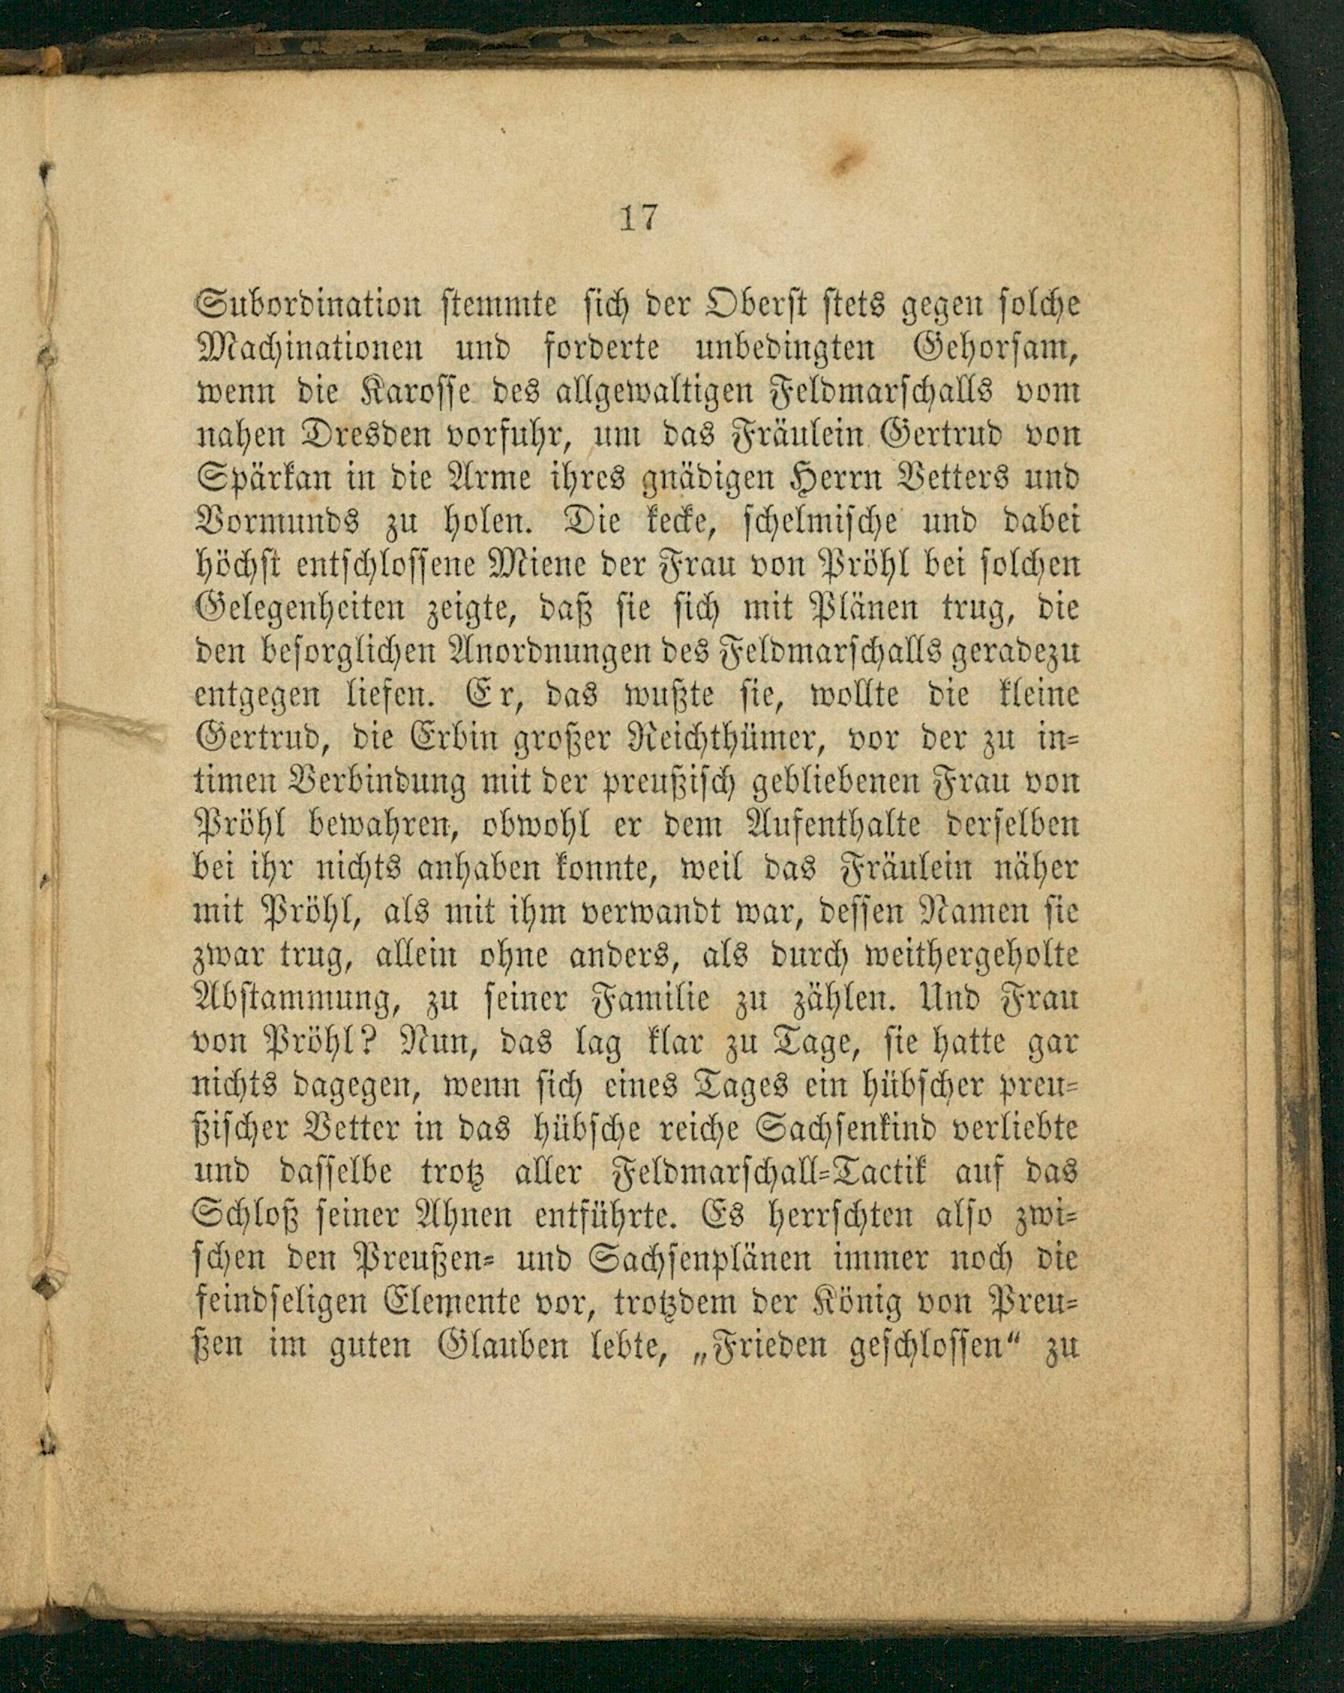 17
Subordination stemmte sich der Oberst stets gegen solche
Machinationen und forderte unbedingten Gehorsam,
wenn die Karosse des allgewaltigen Feldmarschalls vom
nahen Dresden vorfuhr, um das Fräulein Gertrud von
Spärkan in die Arme ihres gnädigen Herrn Vetters und
Vormunds zu holen. Die kecke, schelmische und dabei
höchst entschlossene Miene der Frau von Pröhl bei solchen
Gelegenheiten zeigte, daß sie sich mit Plänen trug, die
den besorglichen Anordnungen des Feldmarschalls geradezu
entgegen liefen. Er, das wußte sie, wollte die kleine
Gertrud, die Erbin großer Reichthümer, vor der zu in-
timen Verbindung mit der preußisch gebliebenen Frau von
Pröhl bewahren, obwohl er dem Aufenthalte derselben
bei ihr nichts anhaben konnte, weil das Fräulein näher
mit Pröhl, als mit ihm verwandt war, dessen Namen sie
zwar trug, allein ohne anders, als durch weithergeholte
Abstammung, zu seiner Familie zu zählen. Und Frau
von Pröhl? Nun, das lag klar zu Tage, sie hatte gar
nichts dagegen, wenn sich eines Tages ein hübscher preu-
ßischer Vetter in das hübsche reiche Sachsenkind verliebte
und dasselbe trotz aller Feldmarschall-Tactik auf das
Schloß seiner Ahnen entführte. Es herrschten also zwi-
schen den Preußen- und Sachsenplänen immer noch die
feindseligen Elemente vor, trotzdem der König von Preu-
ßen im guten Glauben lebte, „Frieden geschlossen“ zu